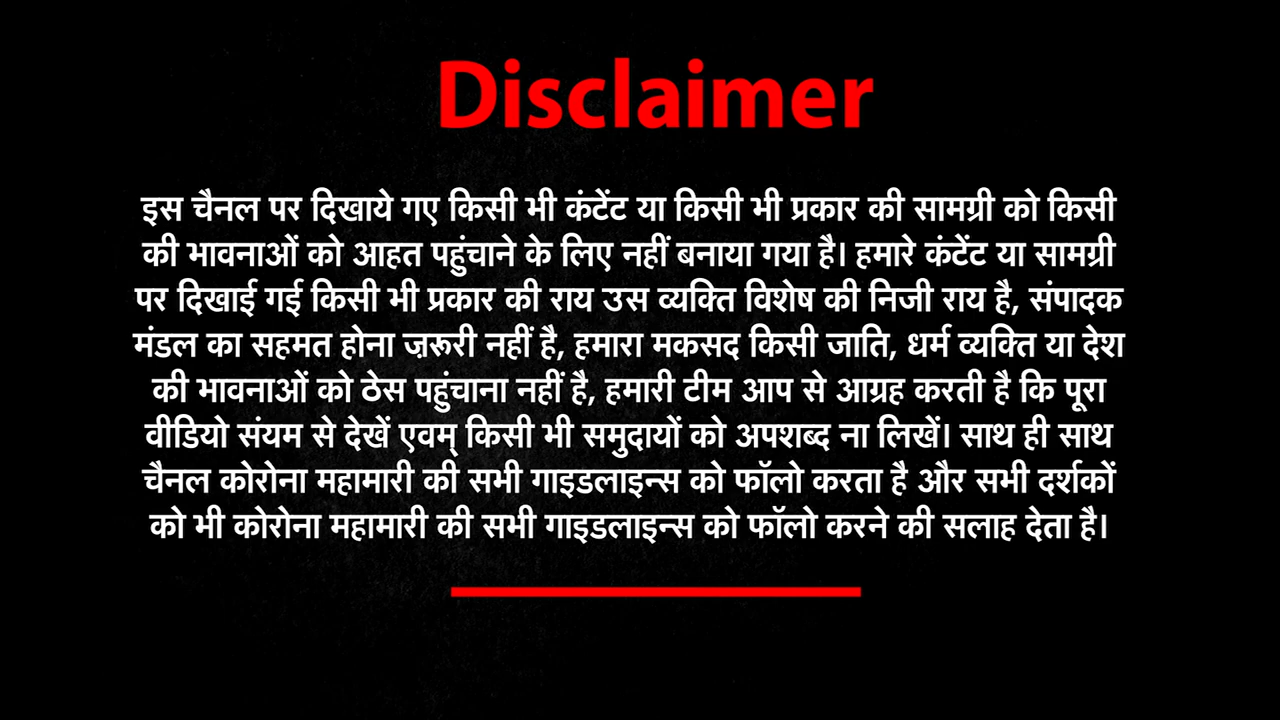 Disclaimer
इस चैनल पर दिखाये गए किसी भी कंटेंट या किसी भी प्रकार की सामग्री को किसी
की भावनाओं को आहत पहुंचाने के लिए नहीं बनाया गया है। हमारे कंटेंट या सामग्री
पर दिखाई गई किसी भी प्रकार की राय उस व्यक्ति विशेष की निजी राय है, संपादक
मंडल का सहमत होना ज़रूरी नहीं है, हमारा मकसद किसी जाति, धर्म व्यक्ति या देश
की भावनाओं को ठेस पहुंचाना नहीं है, हमारी टीम आप से आग्रह करती है कि पूरा
वीडियो संयम से देखें एवम् किसी भी समुदायों को अपशब्द ना लिखें। साथ ही साथ
चैनल कोरोना महामारी की सभी गाइडलाइन्स को फॉलो करता है और सभी दर्शकों
को भी कोरोना महामारी की सभी गाइडलाइन्स को फॉलो करने की सलाह देता है।